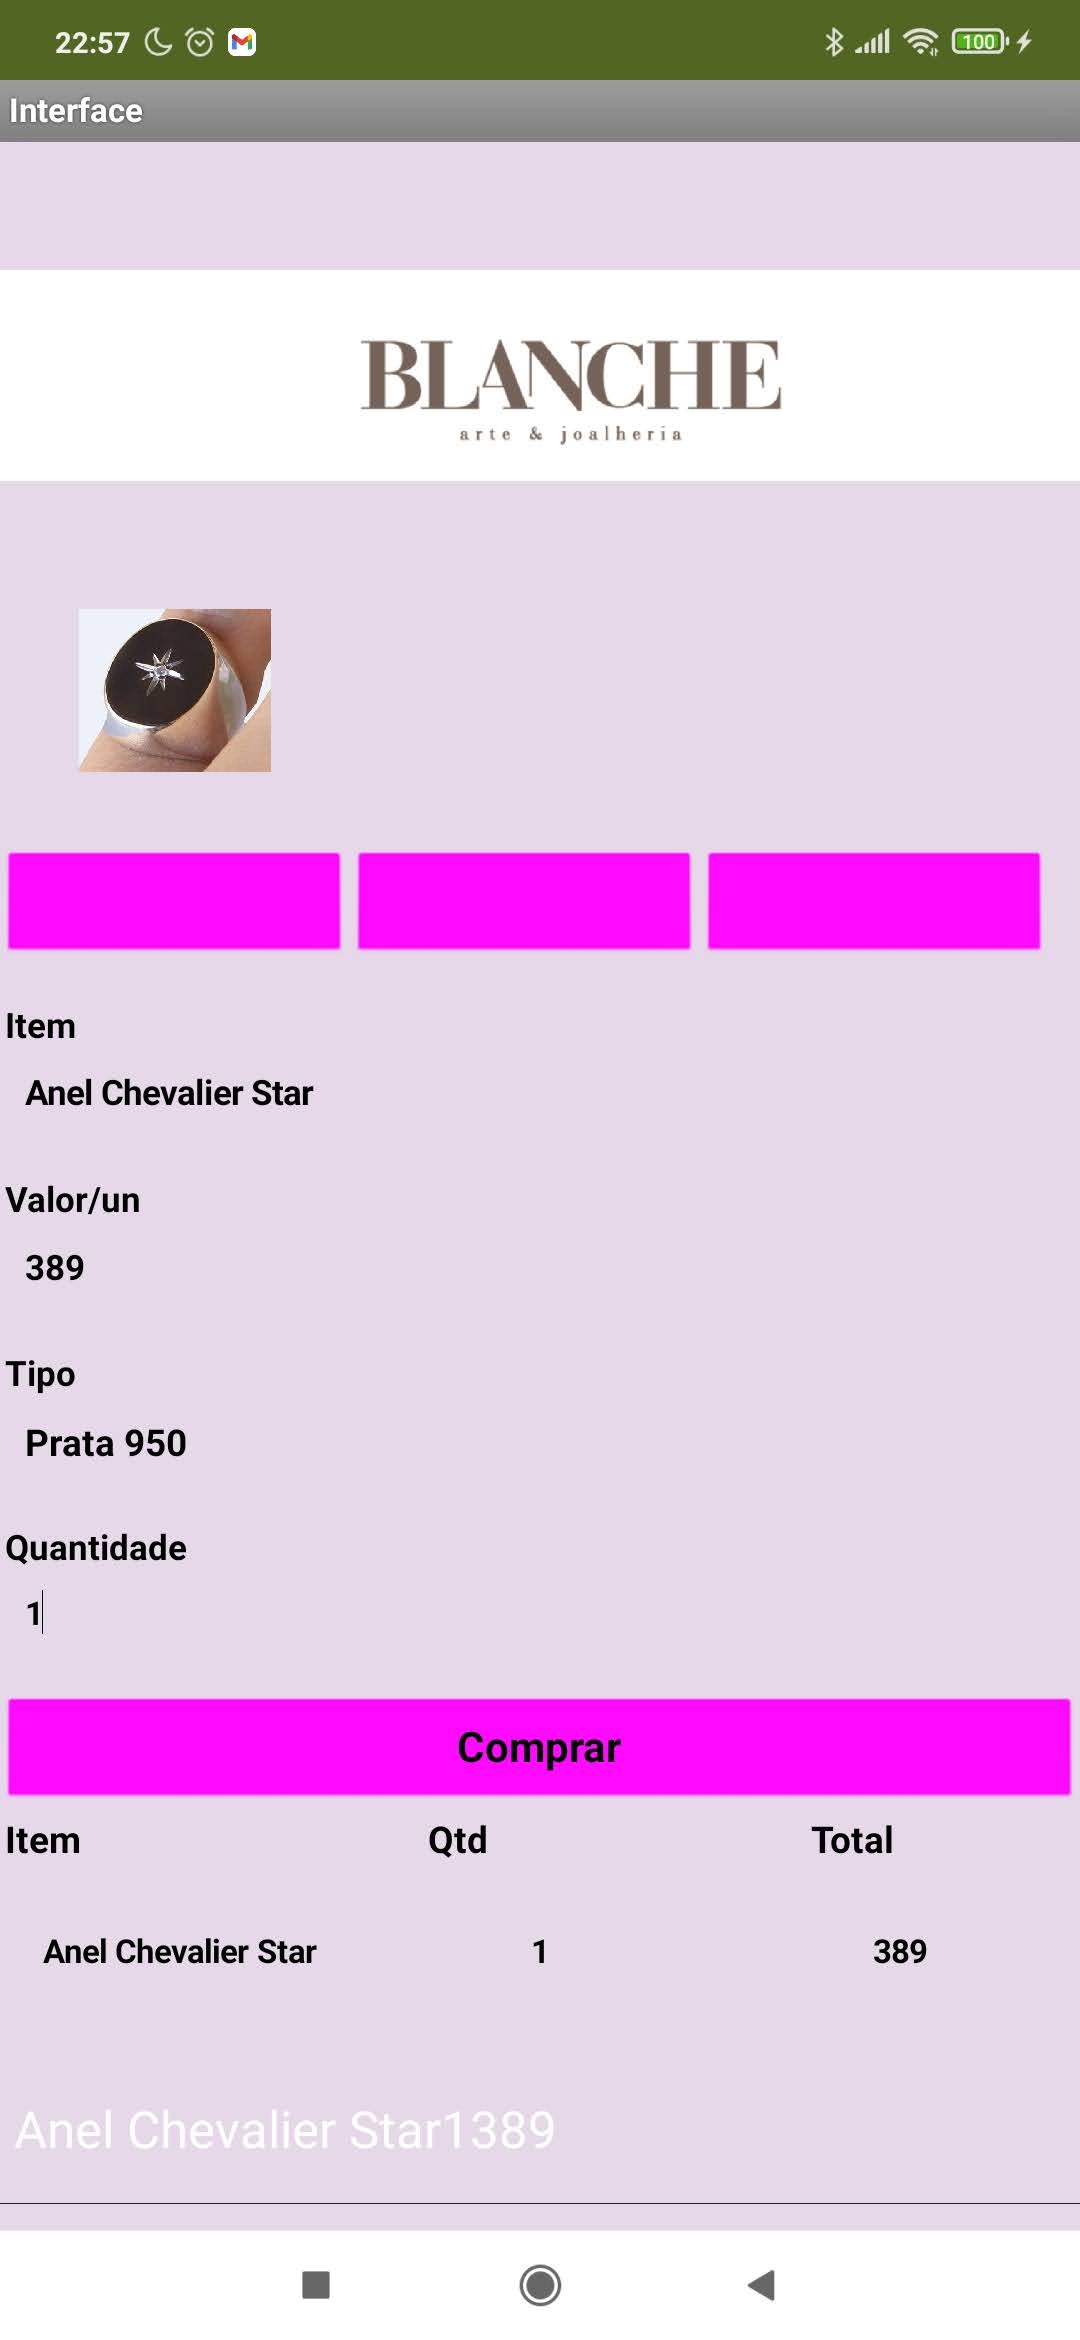 22:57
100
Interface
BLANCHE
arte & joalheria
Item
Anel Chevalier Star
Valor/un
389
Tipo
Prata 950
Quantidade
1
Comprar
Item Qtd Total
Anel Chevalier Star 1 389
Anel Chevalier Star1389